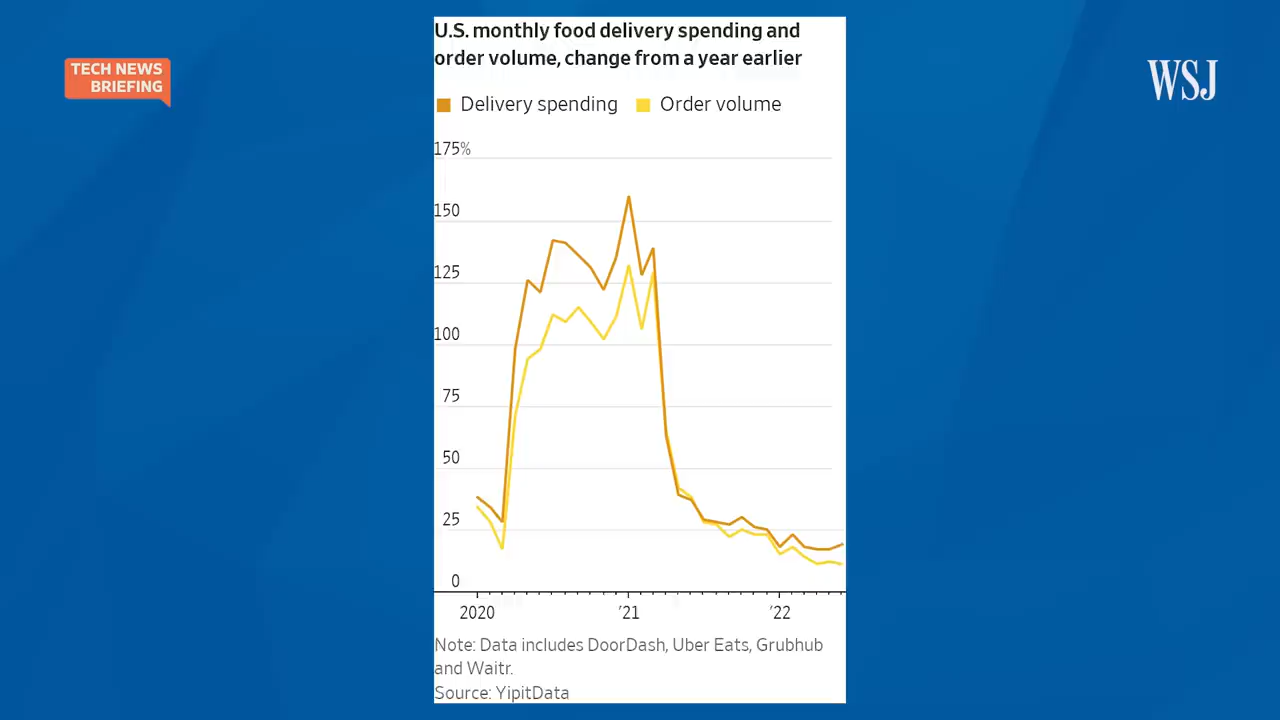 TECH NEWS
BRIEFING
WSJ
U.S. monthly food delivery spending and
order volume, change from a year earlier
Delivery spending Order volume
175%
150
125
100
75
50
25
0
2020 ’21 ’22
Note: Data includes DoorDash, Uber Eats, Grubhub
and Waitr.
Source: YipitData